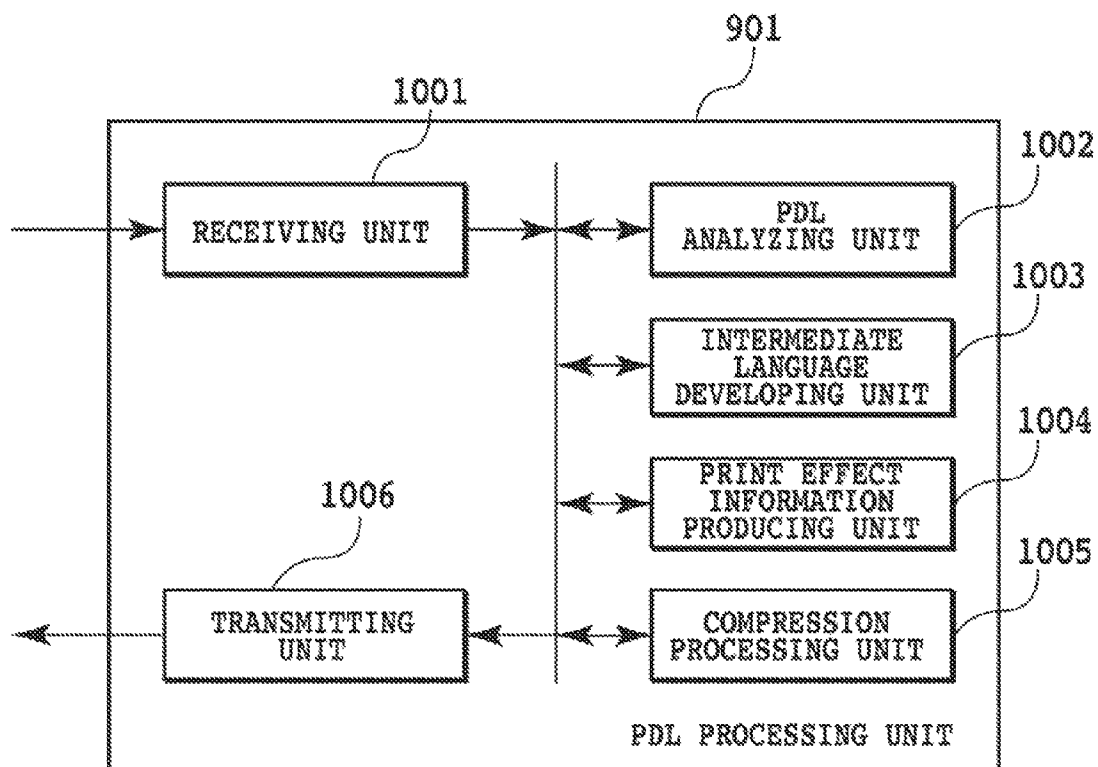 901
1001
1002
RECEIVING UNIT
PDL
ANALYZING UNIT
1003
INTERMEDIATE
LANGUAGE
DEVELOPING UNIT
1004
PRINT EFFECT
INFORMATION
PRODUCING UNIT
1006
1005
TRANSMITTING
UNIT
COMPRESSION
PROCESSING UNIT
PDL PROCESSING UNIT